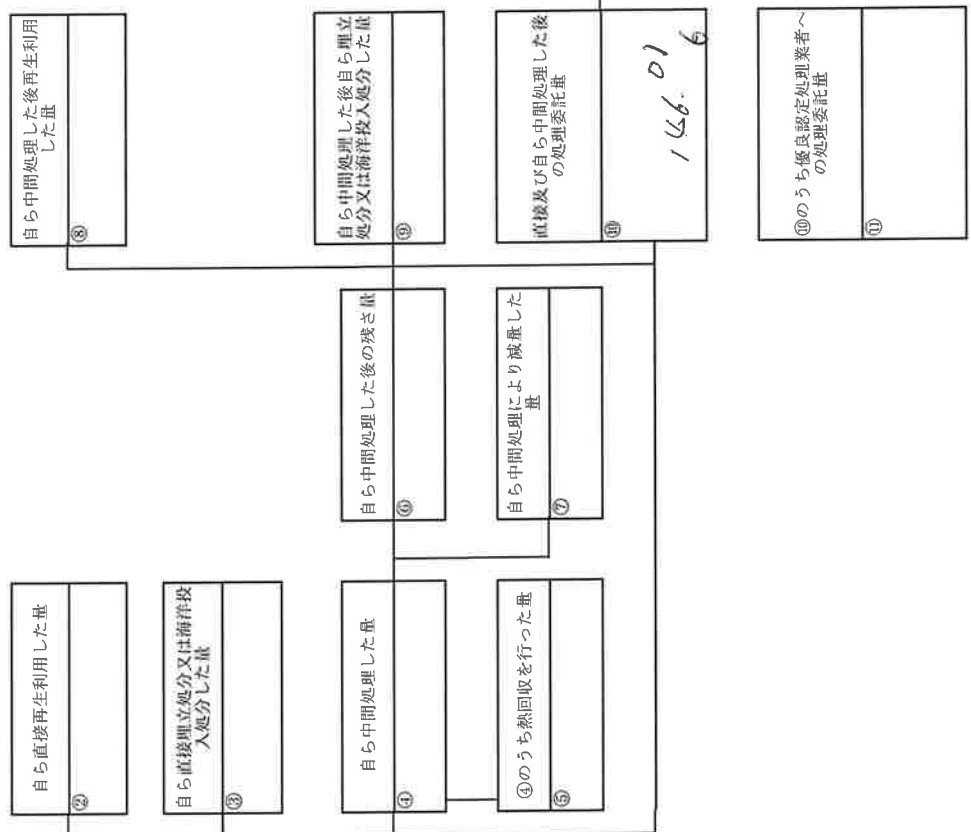 自ら直接再生利用した量
②
自ら直接埋立処分又は海洋投
入処分した量
③
自ら中間処理した量
④
④のうち熱回収を行った量
⑤
自ら中間処理した後の残さ量
⑥
自ら中間処理により減量した
量
⑦
自ら中間処理した後再生利用
した量
⑧
自ら中間処理した後自ら埋立
処分又は海洋投入処分した量
⑨
直接及び自ら中間処理した後
の処理委託量
⑩
146.01
6
⑩のうち優良認定処理業者へ
の処理委託量
⑪